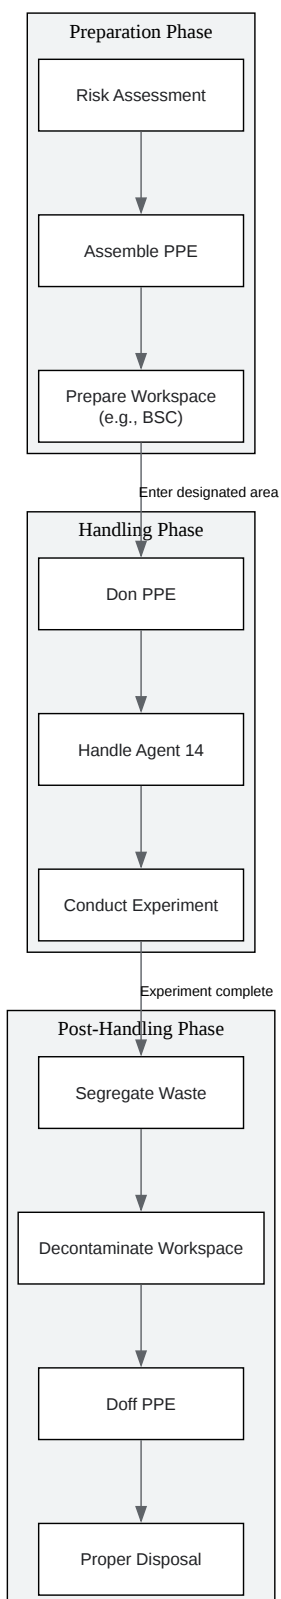 Preparation Phase
Risk Assessment
Assemble PPE
Prepare Workspace
(e.g., BSC)
Enter designated area
Handling Phase
Don PPE
Handle Agent 14
Conduct Experiment
Experiment complete
Post-Handling Phase
Segregate Waste
Decontaminate Workspace
Doff PPE
Proper Disposal